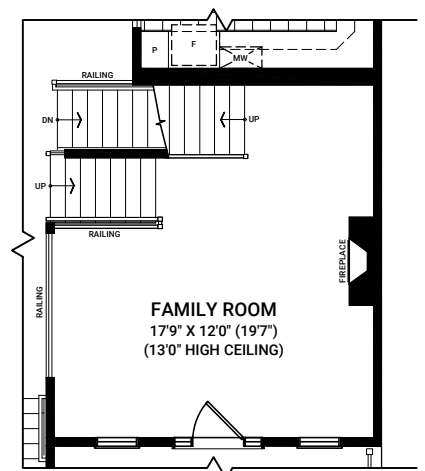 P
F
MW
RAILING
DN
UP
UP
RAILING
FIREPLACE
RAILING
FAMILY ROOM
17'9" X 12'0" (19'7")
(13'0" HIGH CEILING)